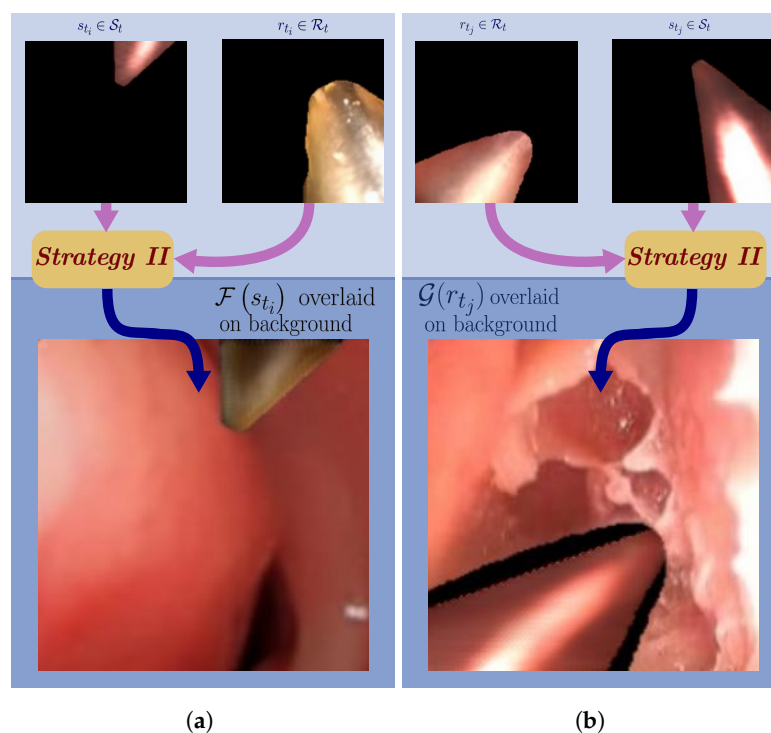 s_{t_i} ∈ 𝒮_t
r_{t_i} ∈ ℛ_t
Strategy II
ℱ(s_{t_i}) overlaid
on background
(a)
r_{t_j} ∈ ℛ_t
s_{t_j} ∈ 𝒮_t
Strategy II
𝒢(r_{t_j}) overlaid
on background
(b)